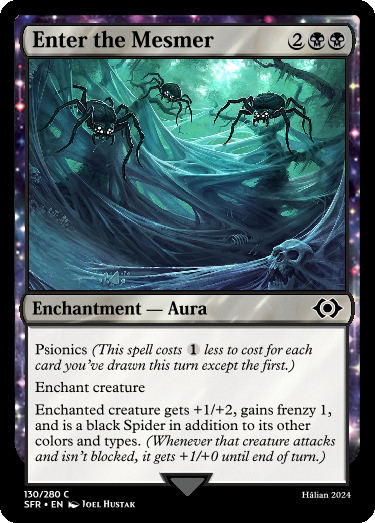 Enter the Mesmer 2
Enchantment — Aura
Psionics (This spell costs 1 less to cost for each
card you've drawn this turn except the first.)
Enchant creature
Enchanted creature gets +1/+2, gains frenzy 1,
and is a black Spider in addition to its other
colors and types. (Whenever that creature attacks
and isn't blocked, it gets +1/+0 until end of turn.)
130/280 C
SFR • EN Joel Hustak
Hālian 2024